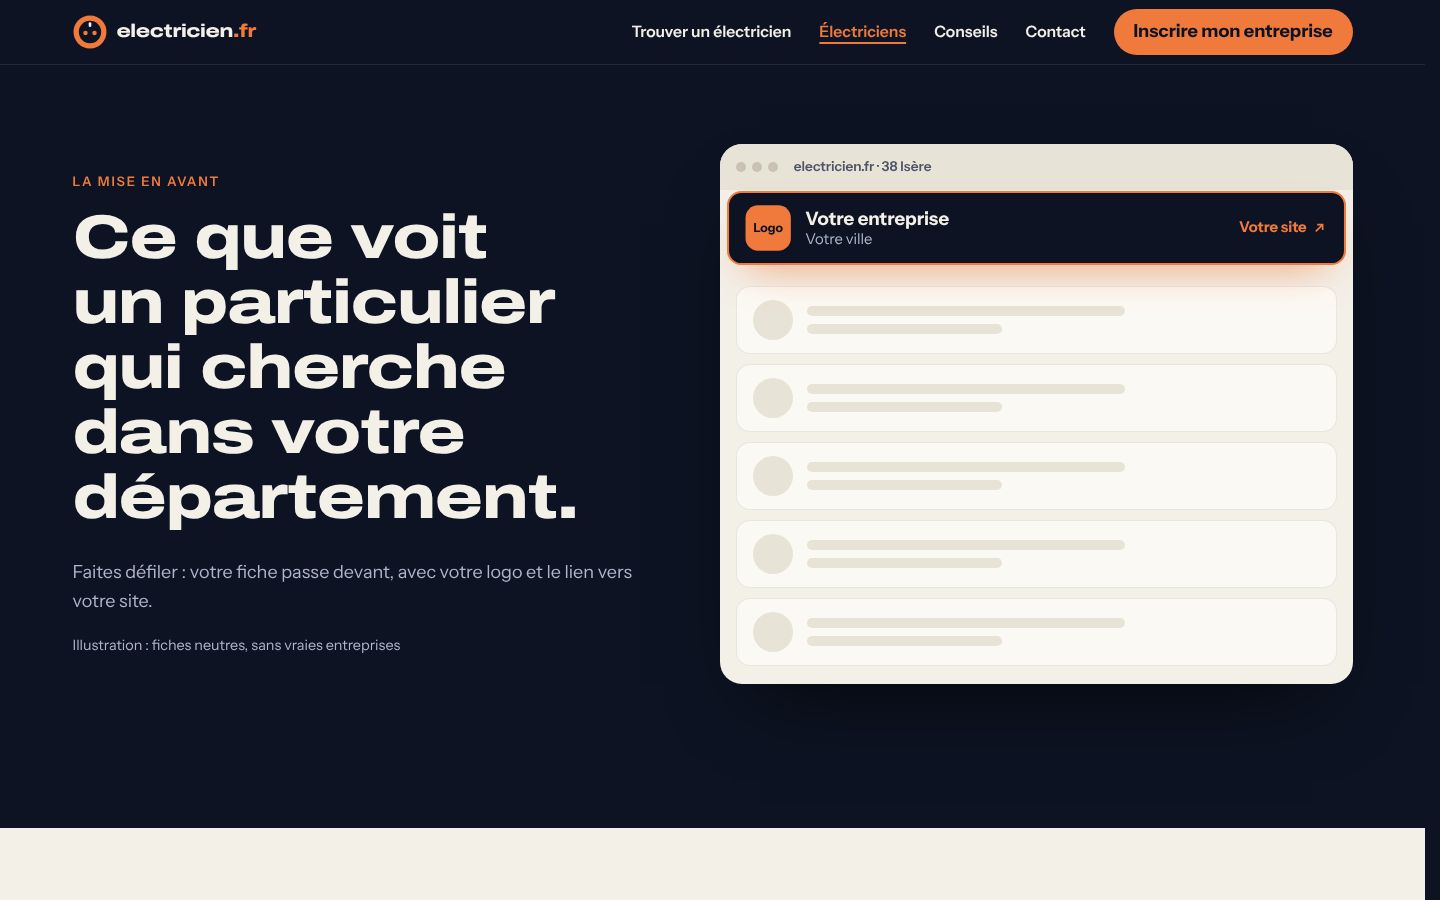 electricien.fr
Trouver un électricien
Électriciens
Conseils
Contact
Inscrire mon entreprise
LA MISE EN AVANT
Ce que voit
un particulier
qui cherche
dans votre
département.
Faites défiler : votre fiche passe devant, avec votre logo et le lien vers
votre site.
Illustration : fiches neutres, sans vraies entreprises
electricien.fr · 38 Isère
Logo
Votre entreprise
Votre ville
Votre site ↗